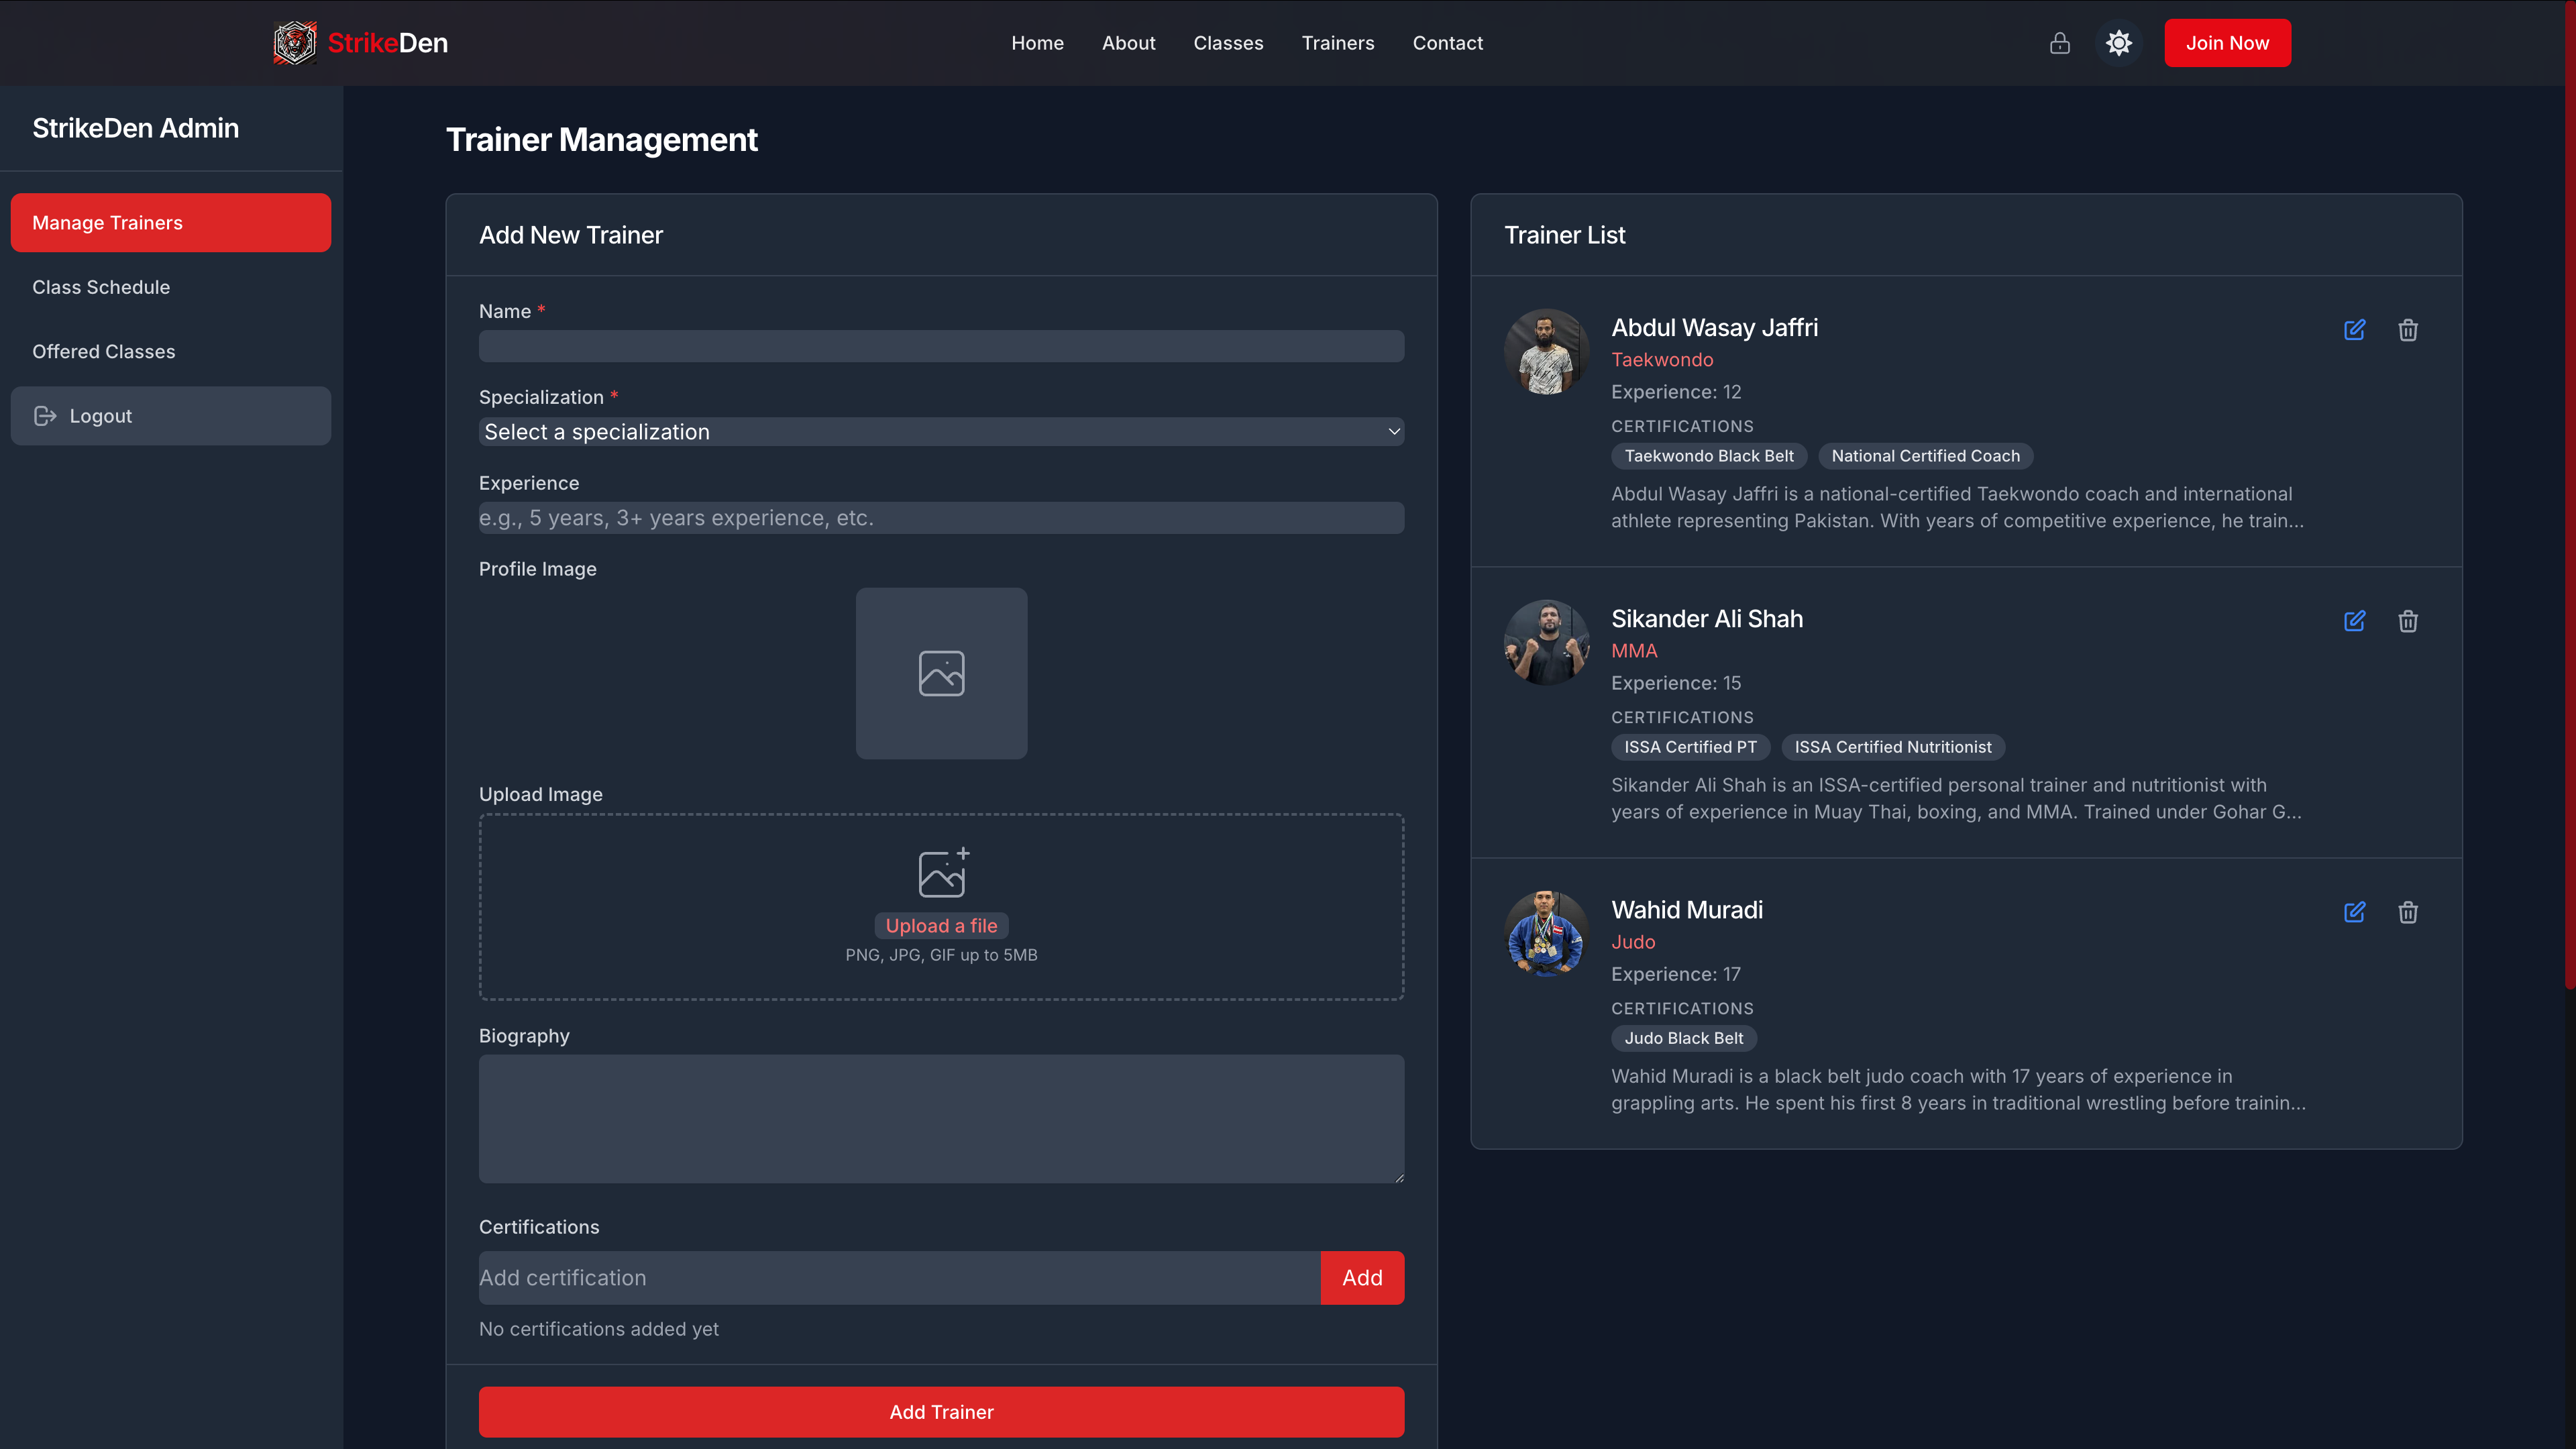 StrikeDen
Home
About
Classes
Trainers
Contact
Join Now
StrikeDen Admin
Manage Trainers
Class Schedule
Offered Classes
Logout
Trainer Management
Add New Trainer
Name *
Specialization *
Select a specialization
Experience
e.g., 5 years, 3+ years experience, etc.
Profile Image
Upload Image
Upload a file
PNG, JPG, GIF up to 5MB
Biography
Certifications
Add certification
Add
No certifications added yet
Add Trainer
Trainer List
Abdul Wasay Jaffri
Taekwondo
Experience: 12
CERTIFICATIONS
Taekwondo Black Belt
National Certified Coach
Abdul Wasay Jaffri is a national-certified Taekwondo coach and international
athlete representing Pakistan. With years of competitive experience, he train...
Sikander Ali Shah
MMA
Experience: 15
CERTIFICATIONS
ISSA Certified PT
ISSA Certified Nutritionist
Sikander Ali Shah is an ISSA-certified personal trainer and nutritionist with
years of experience in Muay Thai, boxing, and MMA. Trained under Gohar G...
Wahid Muradi
Judo
Experience: 17
CERTIFICATIONS
Judo Black Belt
Wahid Muradi is a black belt judo coach with 17 years of experience in
grappling arts. He spent his first 8 years in traditional wrestling before trainin...